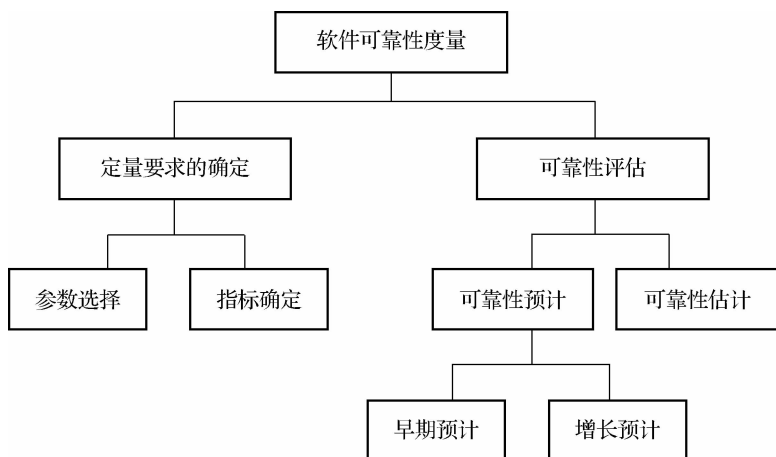 软件可靠性度量
定量要求的确定
可靠性评估
参数选择
指标确定
可靠性预计
可靠性估计
早期预计
增长预计